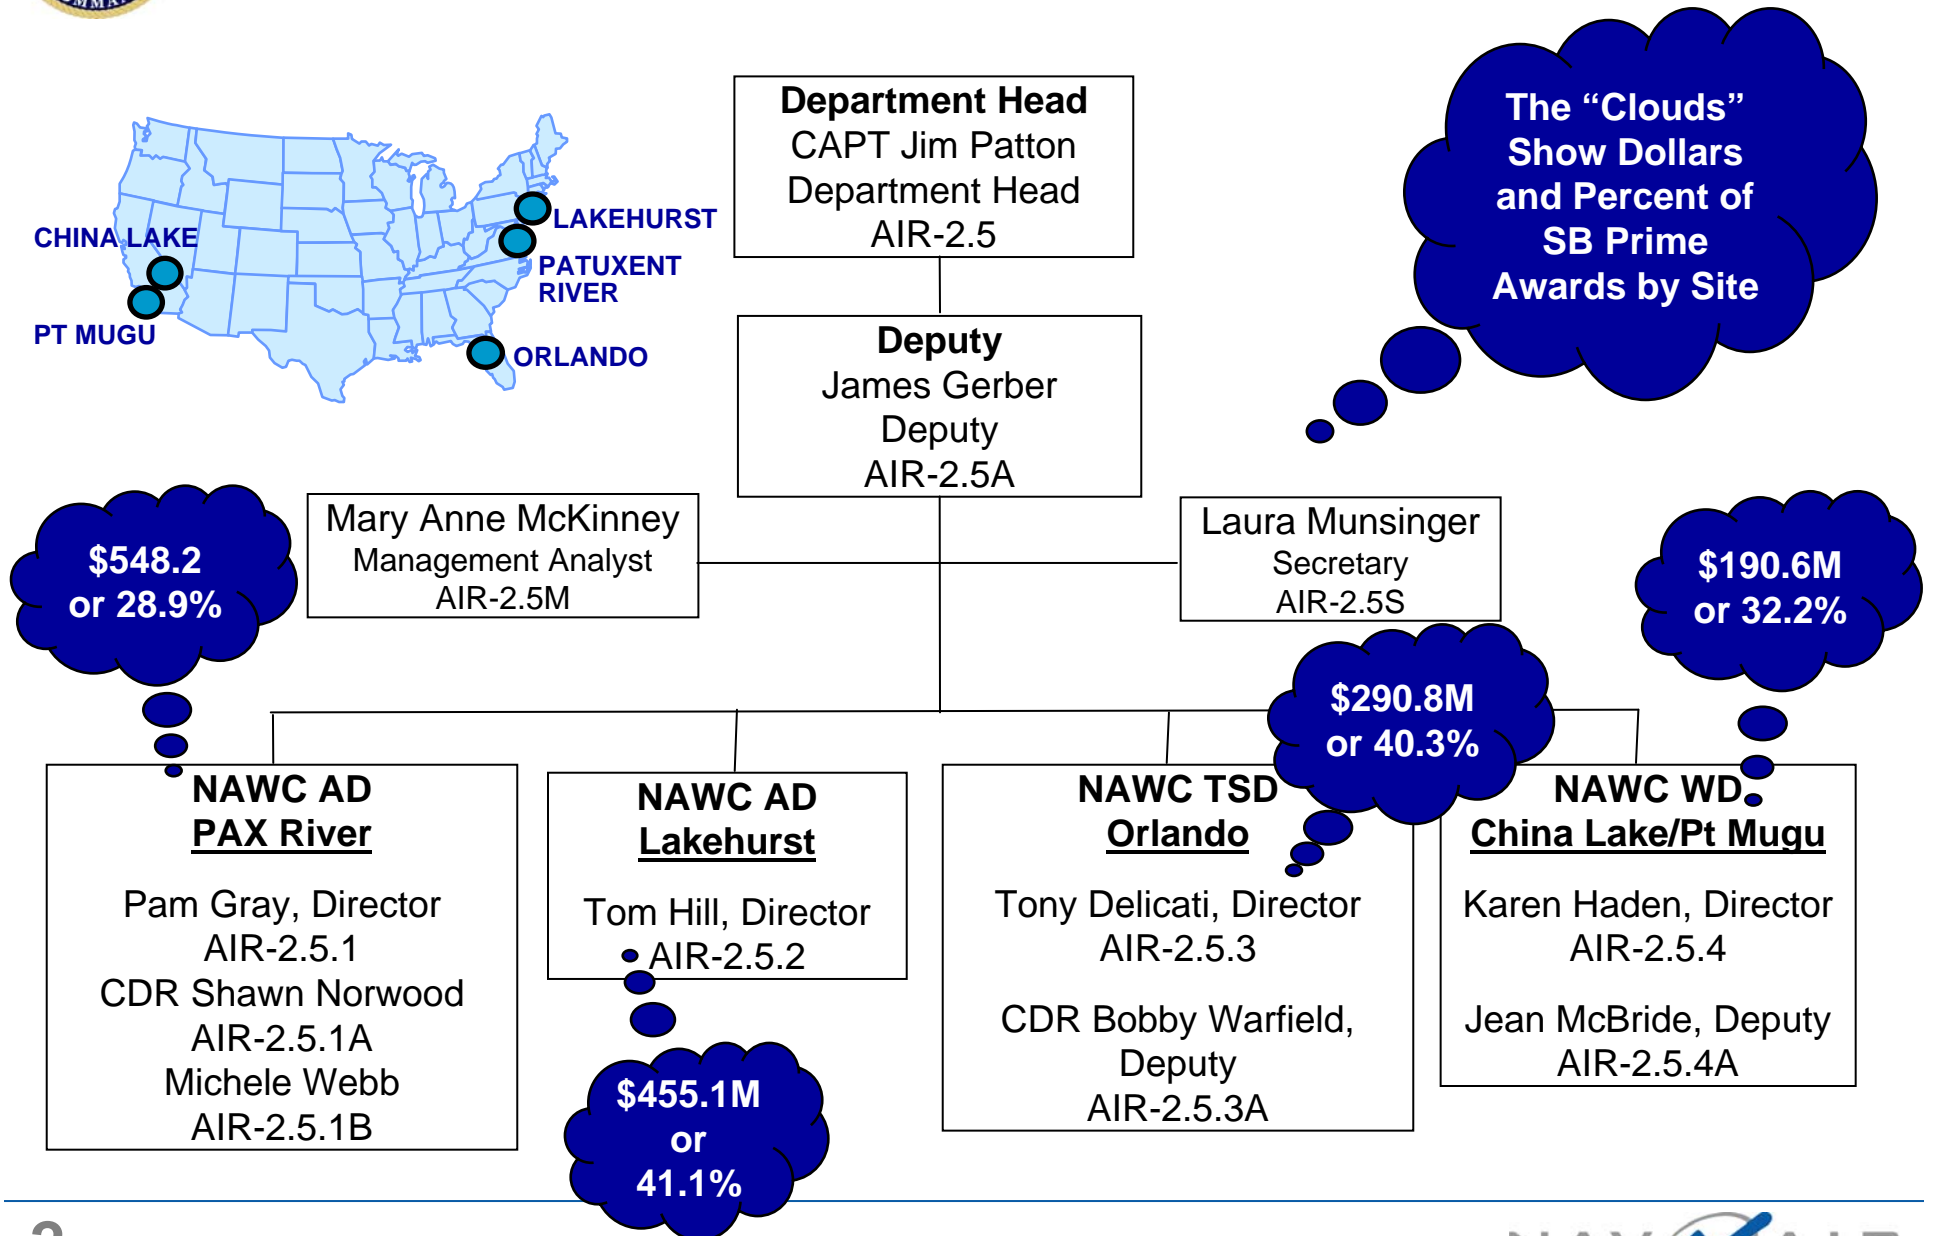 Department Head
CAPT Jim Patton
Department Head
AIR-2.5
The “Clouds”
Show Dollars
and Percent of
SB Prime
Awards by Site
CHINA LAKE
PT MUGU
LAKEHURST
PATUXENT
RIVER
ORLANDO
Deputy
James Gerber
Deputy
AIR-2.5A
Mary Anne McKinney
Management Analyst
AIR-2.5M
Laura Munsinger
Secretary
AIR-2.5S
$548.2
or 28.9%
$190.6M
or 32.2%
$290.8M
or 40.3%
NAWC AD
PAX River
Pam Gray, Director
AIR-2.5.1
CDR Shawn Norwood
AIR-2.5.1A
Michele Webb
AIR-2.5.1B
NAWC AD
Lakehurst
Tom Hill, Director
AIR-2.5.2
$455.1M
or
41.1%
NAWC TSD
Orlando
Tony Delicati, Director
AIR-2.5.3
CDR Bobby Warfield,
Deputy
AIR-2.5.3A
NAWC WD
China Lake/Pt Mugu
Karen Haden, Director
AIR-2.5.4
Jean McBride, Deputy
AIR-2.5.4A